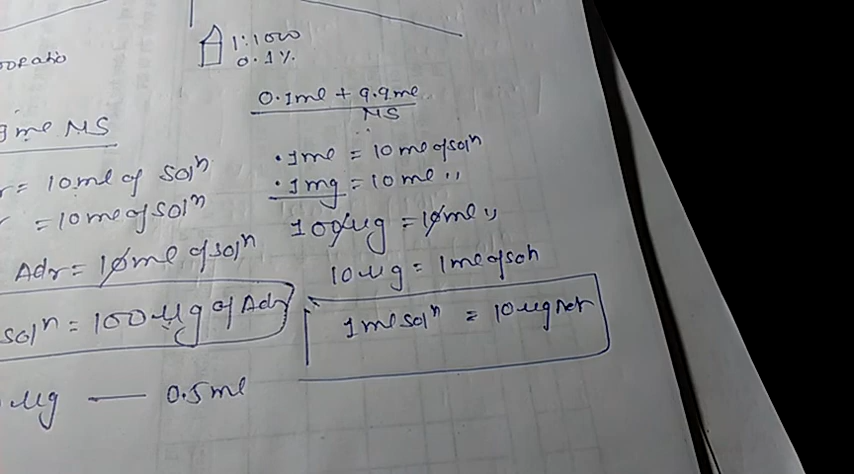 1:1000
0.1%
0.1ml + 9.9ml
NS
ml NS
.1ml = 10ml of solⁿ
= 10ml of solⁿ
.1mg = 10ml ,,
= 10ml of solⁿ
100μg = 10ml ,,
Adr = 10ml of solⁿ
10μg = 1ml of soln
solⁿ = 100μg of Adr
1ml solⁿ = 10μg Adr
μg — 0.5ml